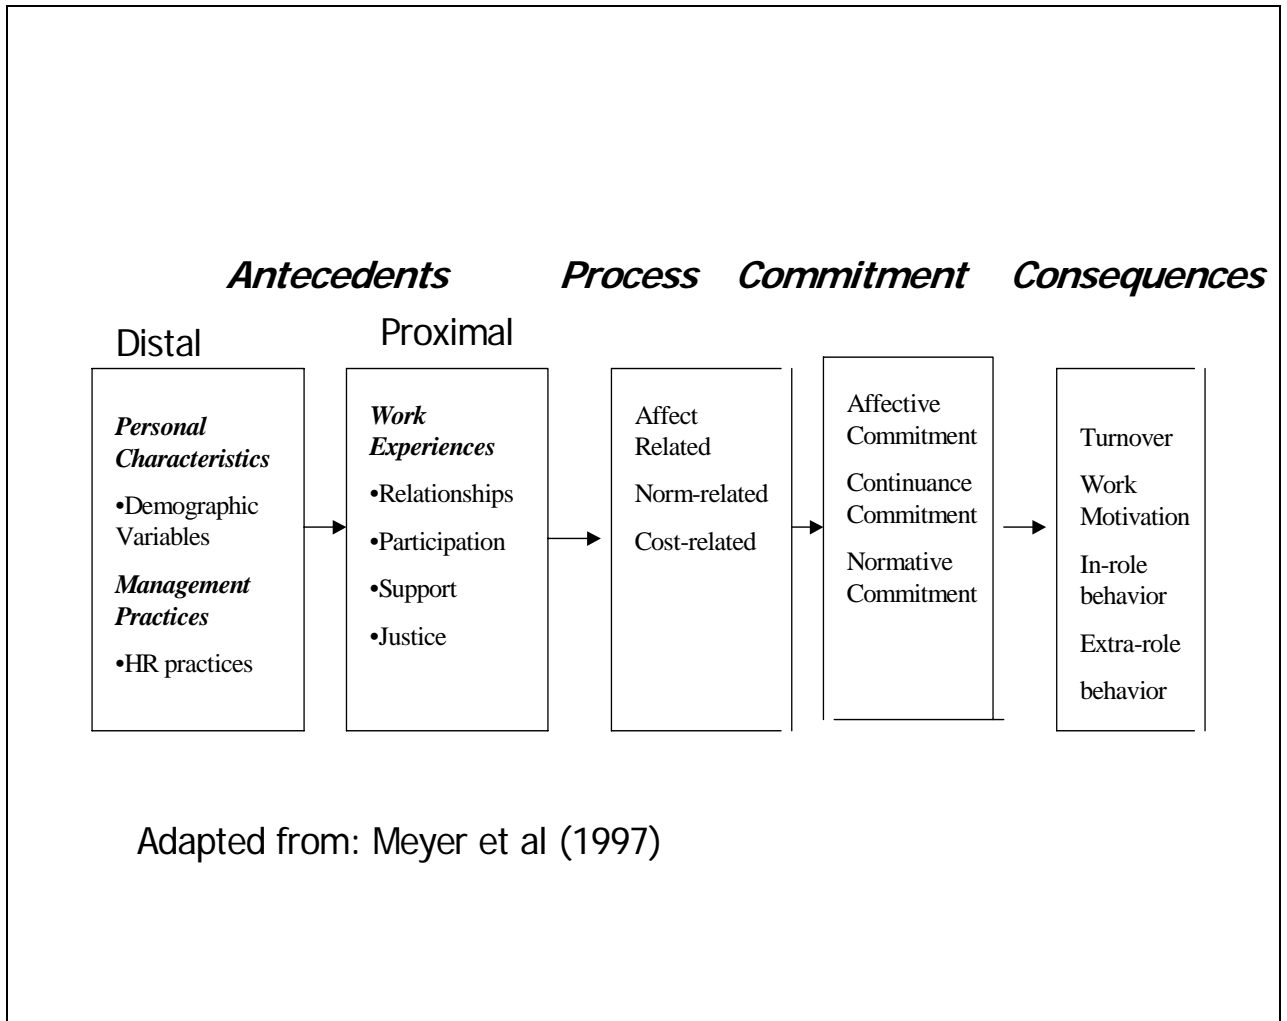 Antecedents Process Commitment Consequences
Distal
Proximal
Personal
Characteristics
•Demographic
Variables
Management
Practices
•HR practices
Work
Experiences
•Relationships
•Participation
•Support
•Justice
Affect
Related
Norm-related
Cost-related
Affective
Commitment
Continuance
Commitment
Normative
Commitment
Turnover
Work
Motivation
In-role
behavior
Extra-role
behavior
Adapted from: Meyer et al (1997)